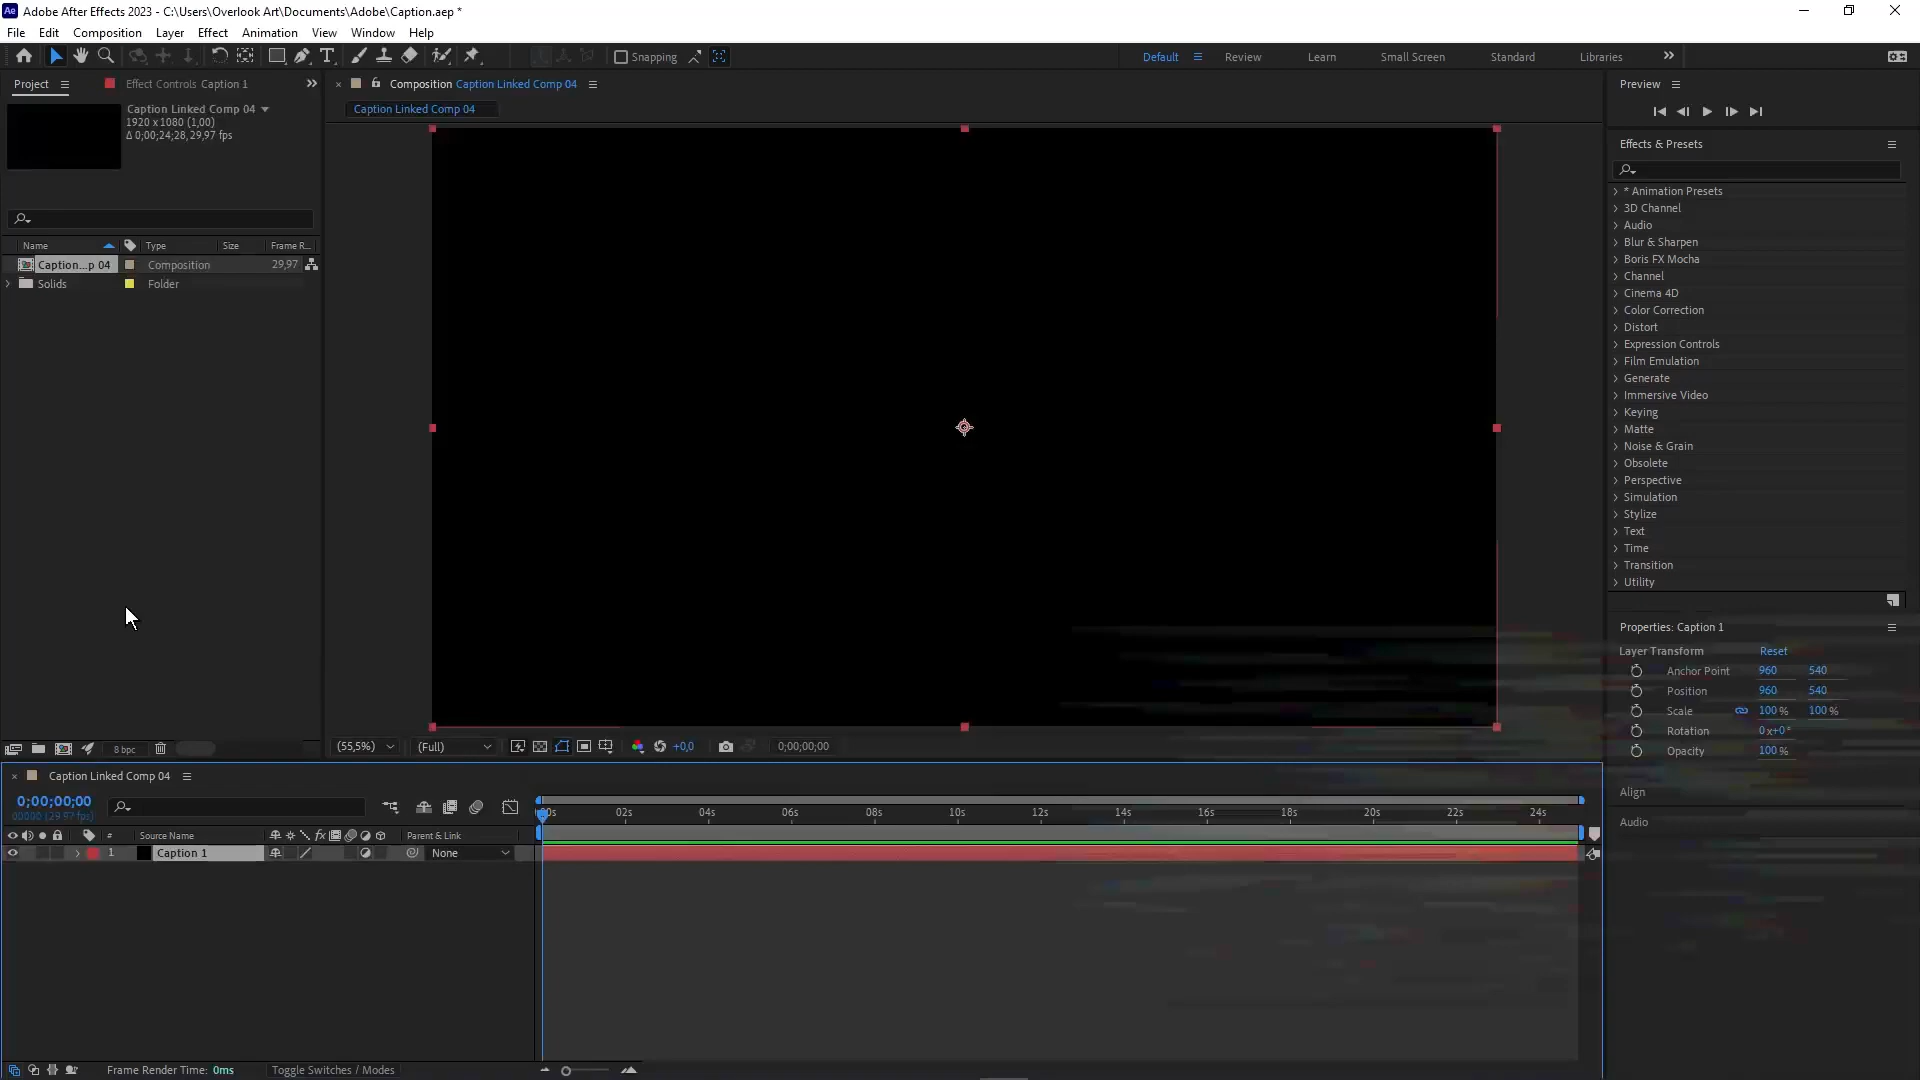 Adobe After Effects 2023 - C:\Users\Overlook Art\Documents\Adobe\Caption.aep *
File Edit Composition Layer Effect Animation View Window Help
Snapping
Default Review Learn Small Screen Standard Libraries
Project Effect Controls Caption 1
Composition Caption Linked Comp 04
Caption Linked Comp 04
Caption Linked Comp 04
1920 x 1080 (1,00)
Δ 0;00;24;28, 29,97 fps
Name Type Size Frame R...
Caption...p 04 Composition 29,97
Solids Folder
8 bpc
(55,5%) (Full) +0,0 0;00;00;00
Preview
Effects & Presets
* Animation Presets
3D Channel
Audio
Blur & Sharpen
Boris FX Mocha
Channel
Cinema 4D
Color Correction
Distort
Expression Controls
Film Emulation
Generate
Immersive Video
Keying
Matte
Noise & Grain
Obsolete
Perspective
Simulation
Stylize
Text
Time
Transition
Utility
Properties: Caption 1
Layer Transform Reset
Anchor Point 960 540
Position 960 540
Scale 100 % 100 %
Rotation 0x+0°
Opacity 100 %
Align
Audio
Caption Linked Comp 04
0;00;00;00
00000 (29.97 fps)
:00s 02s 04s 06s 08s 10s 12s 14s 16s 18s 20s 22s 24s
# Source Name fx Parent & Link
1 Caption 1 None
Frame Render Time: 0ms Toggle Switches / Modes